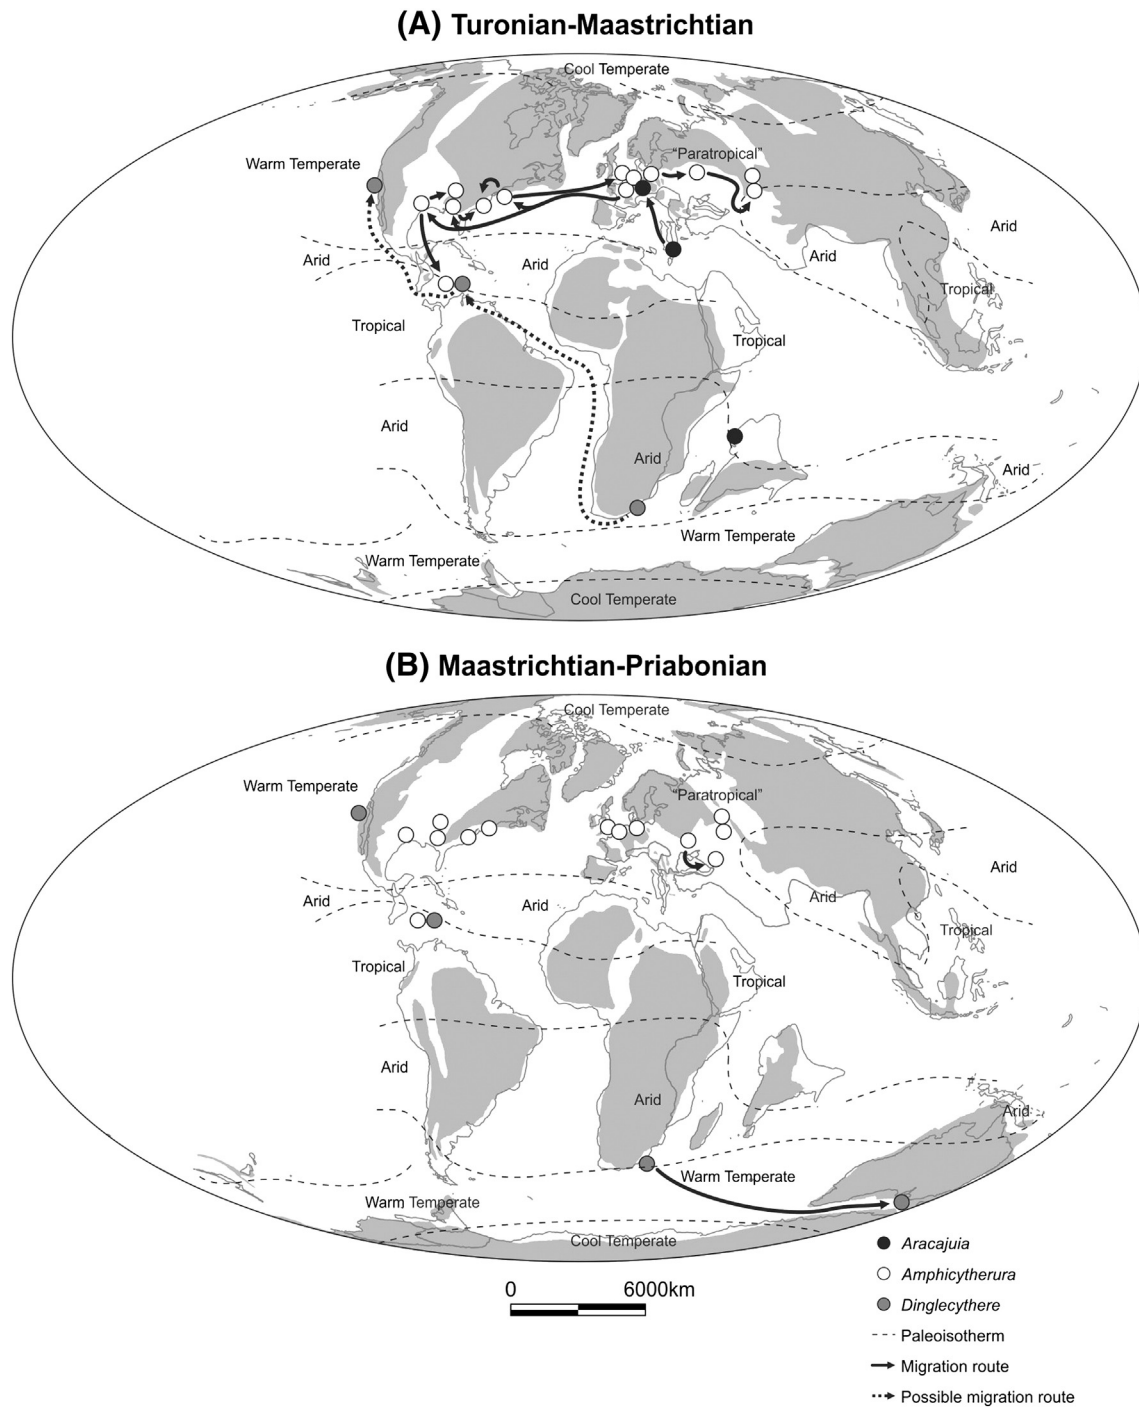 (A) Turonian-Maastrichtian
Cool Temperate
Warm Temperate
"Paratropical"
Arid
Arid
Arid
Arid
Tropical
Tropical
Tropical
Arid
Arid
Arid
Warm Temperate
Warm Temperate
Cool Temperate
(B) Maastrichtian-Priabonian
Cool Temperate
Warm Temperate
"Paratropical"
Arid
Arid
Arid
Arid
Tropical
Tropical
Tropical
Arid
Arid
Arid
Warm Temperate
Warm Temperate
Cool Temperate
Aracajuia
Amphicytherura
Dinglecythere
Paleoisotherm
Migration route
Possible migration route
0 6000km